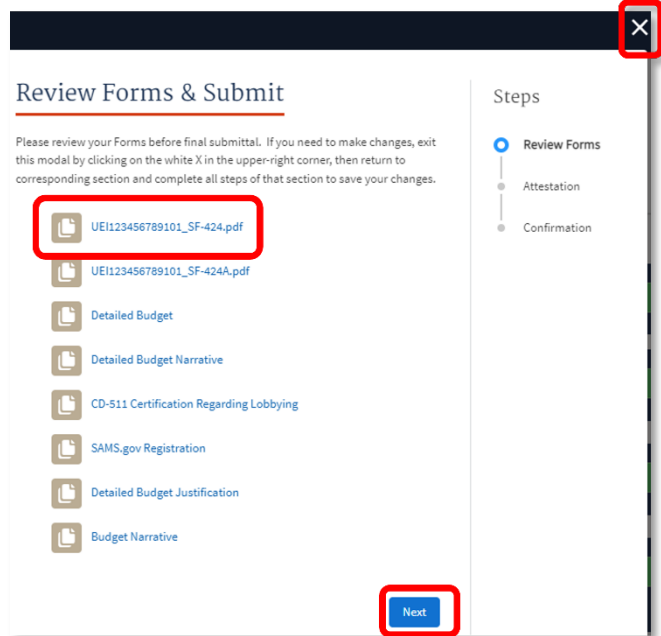 Review Forms & Submit
Please review your Forms before final submittal. If you need to make changes, exit
this modal by clicking on the white X in the upper-right corner, then return to
corresponding section and complete all steps of that section to save your changes.
UEI123456789101_SF-424.pdf
UEI123456789101_SF-424A.pdf
Detailed Budget
Detailed Budget Narrative
CD-511 Certification Regarding Lobbying
SAMS.gov Registration
Detailed Budget Justification
Budget Narrative
Next
Steps
Review Forms
Attestation
Confirmation